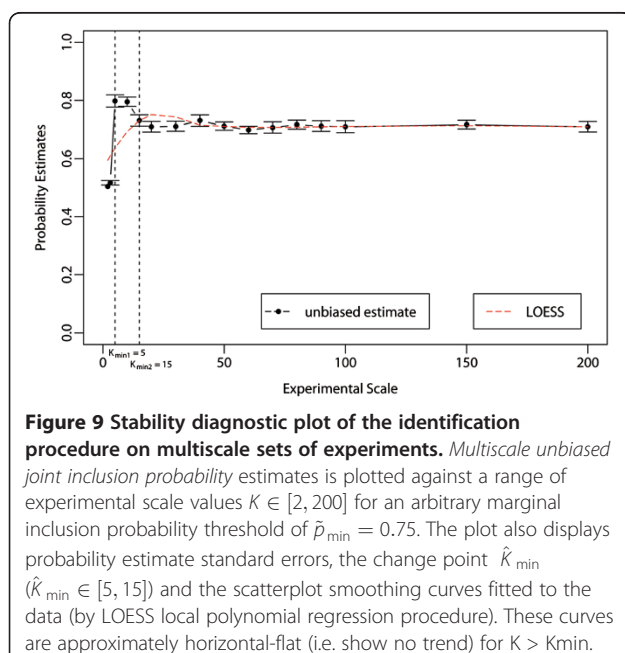 1.0
0.8
0.6
0.4
0.2
0.0
Probability Estimates
unbiased estimate
LOESS
0
50
100
150
200
Kmin1 = 5
Kmin2 = 15
Experimental Scale
Figure 9 Stability diagnostic plot of the identification
procedure on multiscale sets of experiments. Multiscale unbiased
joint inclusion probability estimates is plotted against a range of
experimental scale values K ∈ [2, 200] for an arbitrary marginal
inclusion probability threshold of p̃ min = 0.75. The plot also displays
probability estimate standard errors, the change point K̂ min
(K̂ min ∈ [5, 15]) and the scatterplot smoothing curves fitted to the
data (by LOESS local polynomial regression procedure). These curves
are approximately horizontal-flat (i.e. show no trend) for K > Kmin.